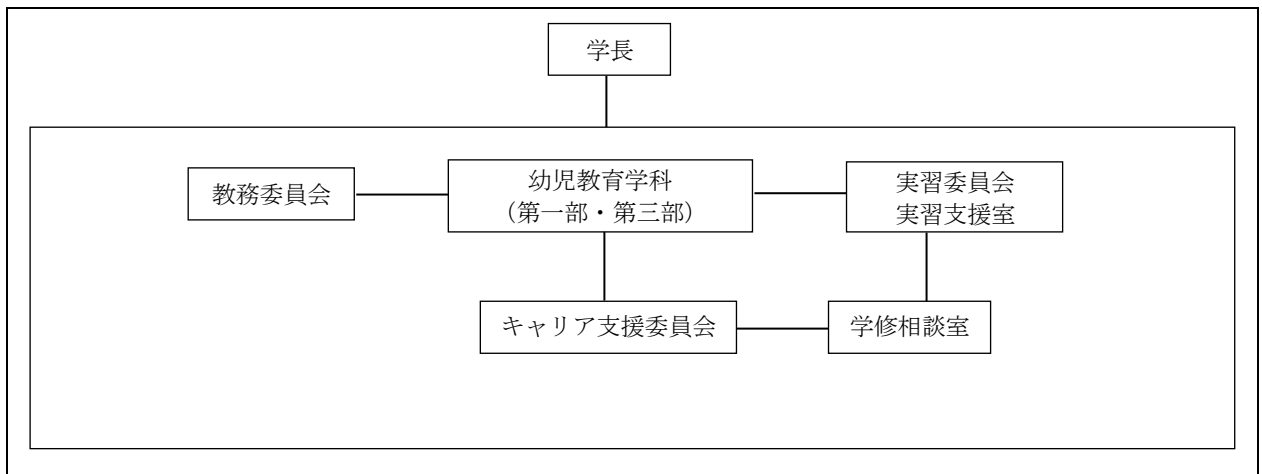 学長
教務委員会
幼児教育学科
（第一部・第三部）
実習委員会
実習支援室
キャリア支援委員会
学修相談室